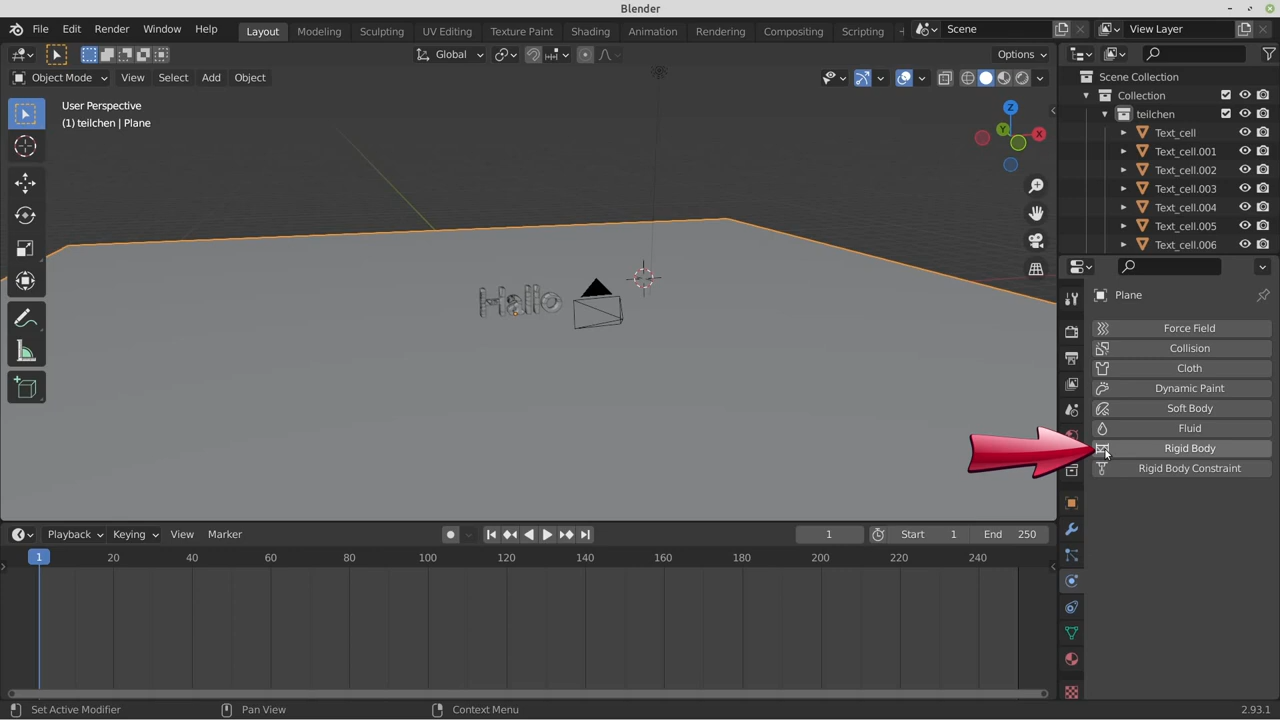 Blender
File Edit Render Window Help Layout Modeling Sculpting UV Editing Texture Paint Shading Animation Rendering Compositing Scripting Scene View Layer
Global Options
Object Mode View Select Add Object
User Perspective
(1) teilchen | Plane
Z
Y
X
Hallo
Scene Collection
Collection
teilchen
Text_cell
Text_cell.001
Text_cell.002
Text_cell.003
Text_cell.004
Text_cell.005
Text_cell.006
Plane
Force Field
Collision
Cloth
Dynamic Paint
Soft Body
Fluid
Rigid Body
Rigid Body Constraint
Playback Keying View Marker 1 Start 1 End 250
1 20 40 60 80 100 120 140 160 180 200 220 240
Set Active Modifier Pan View Context Menu 2.93.1